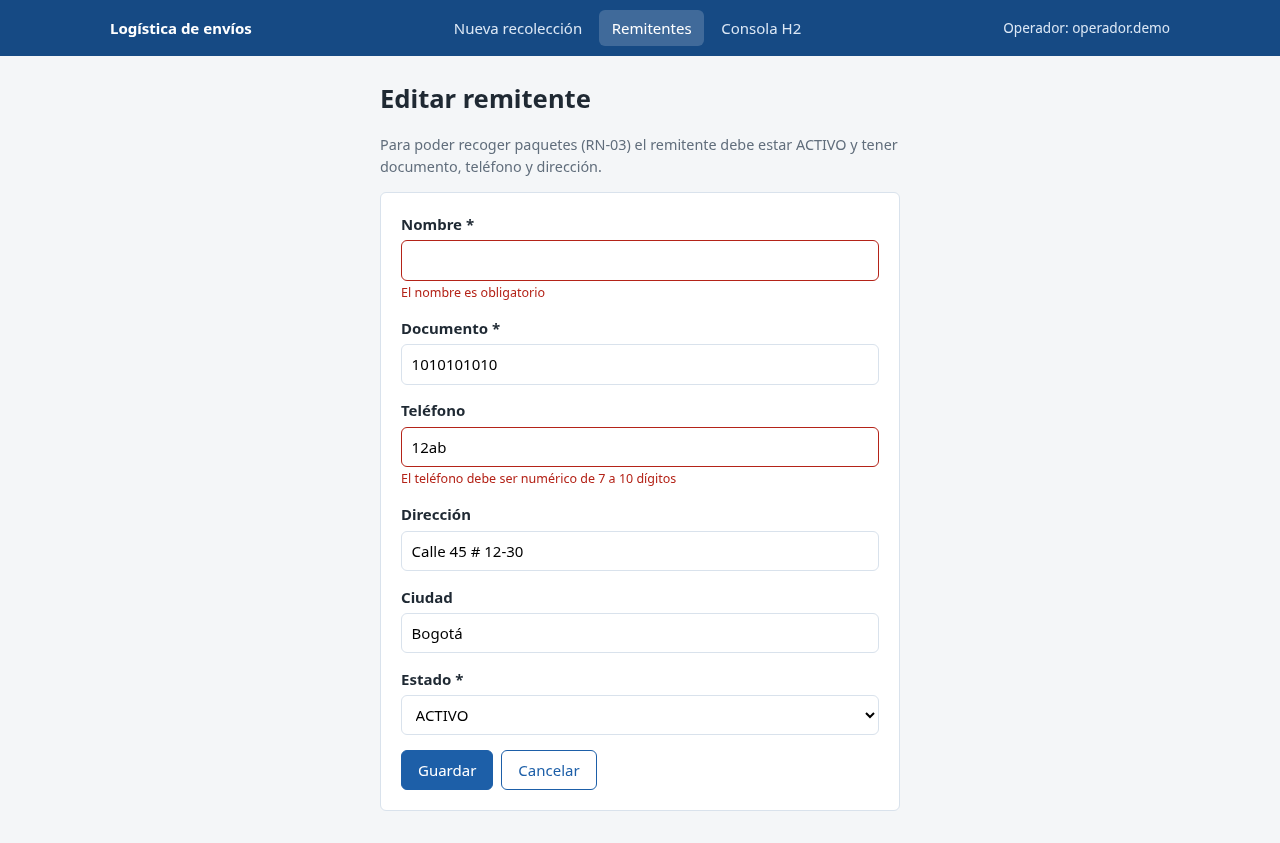 Logística de envíos
Nueva recolección
Remitentes
Consola H2
Operador: operador.demo
Editar remitente
Para poder recoger paquetes (RN-03) el remitente debe estar ACTIVO y tener
documento, teléfono y dirección.
Nombre *
El nombre es obligatorio
Documento *
1010101010
Teléfono
12ab
El teléfono debe ser numérico de 7 a 10 dígitos
Dirección
Calle 45 # 12-30
Ciudad
Bogotá
Estado *
ACTIVO
Guardar
Cancelar